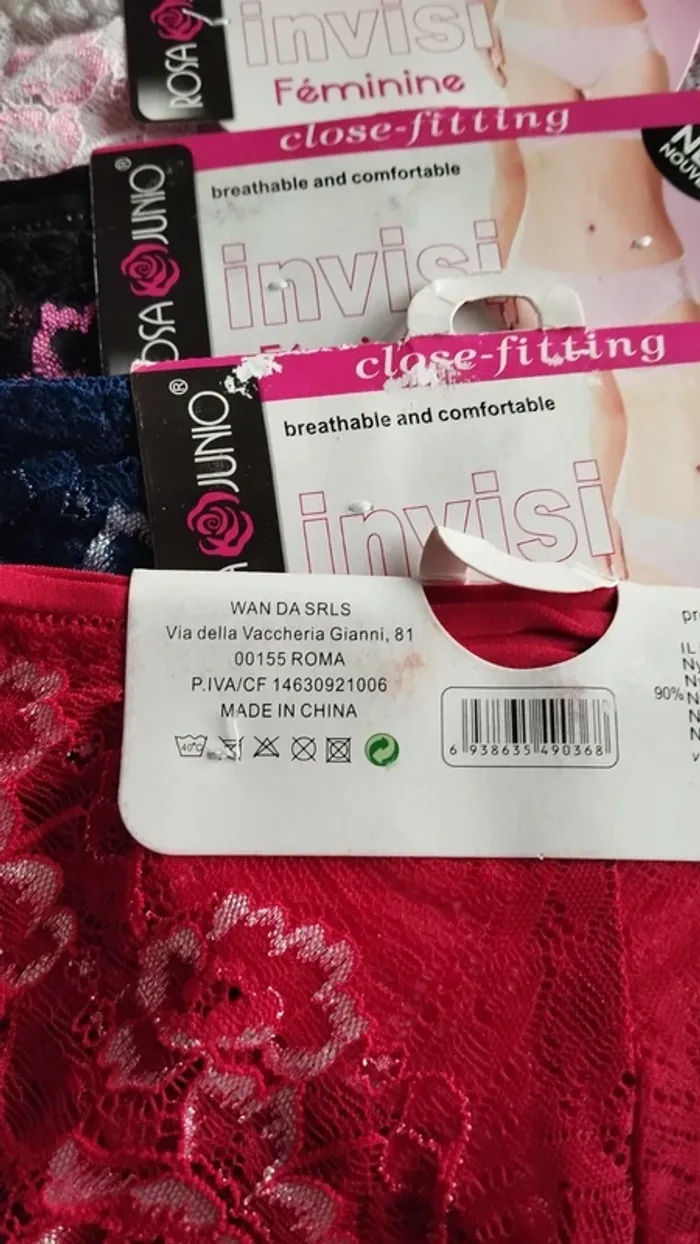 ROSA
invisi
Féminine
close-fitting
breathable and comfortable
ROSA JUNIO®
invisi
close-fitting
breathable and comfortable
JUNIO®
invisi
WAN DA SRLS
Via della Vaccheria Gianni, 81
00155 ROMA
P.IVA/CF 14630921006
MADE IN CHINA
40°C
6 938635 490368
90%